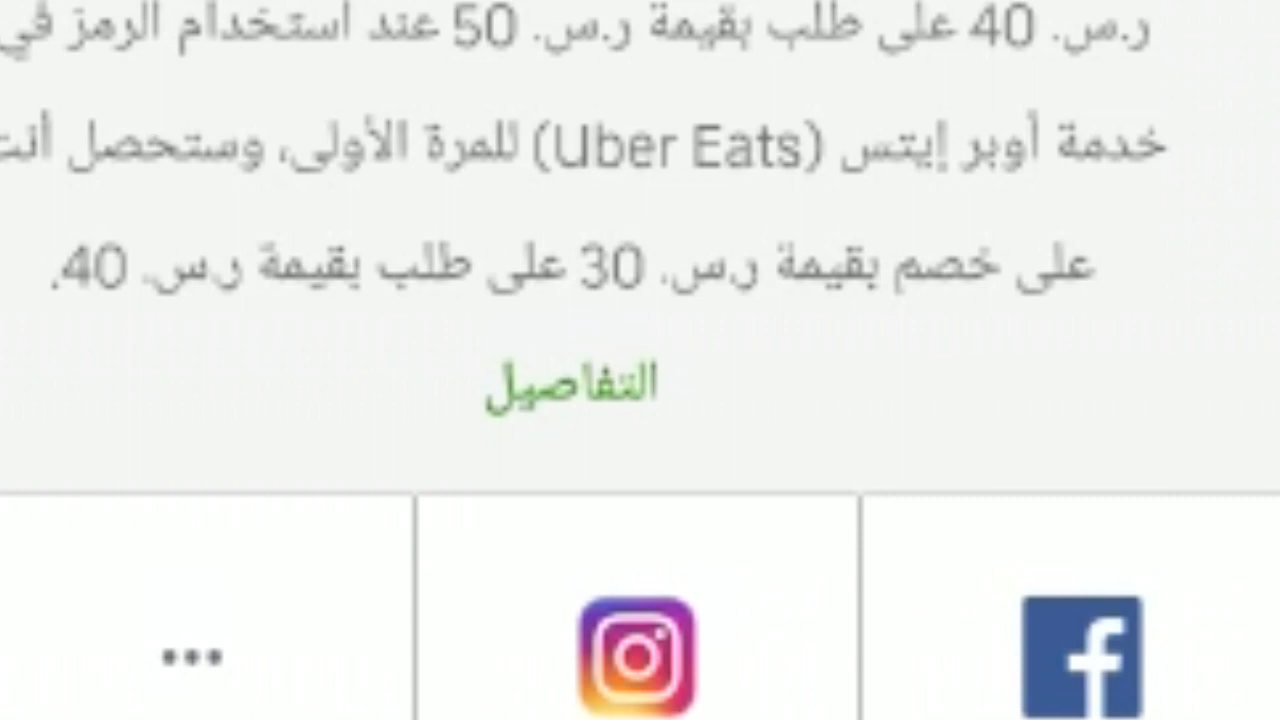 ر.س. 40 على طلب بقيمة ر.س. 50 عند استخدام الرمز في
خدمة أوبر إيتس (Uber Eats) للمرة الأولى، وستحصل أنت
على خصم بقيمة ر.س. 30 على طلب بقيمة ر.س. 40.
التفاصيل